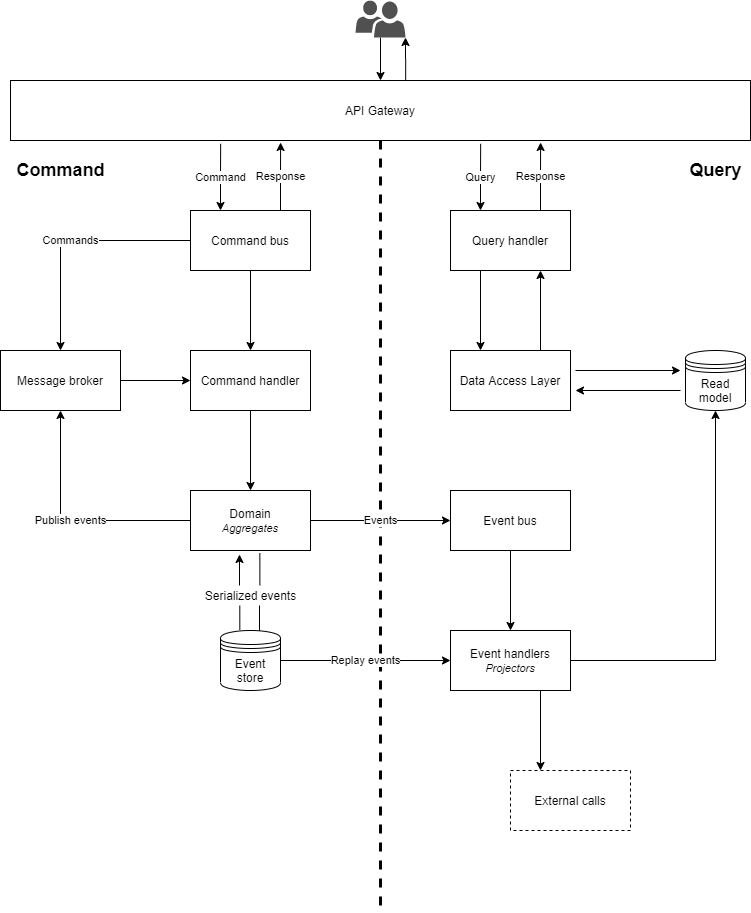 API Gateway
Command
Query
Command
Response
Query
Response
Commands
Command bus
Query handler
Message broker
Command handler
Data Access Layer
Read
model
Publish events
Domain
Aggregates
Events
Event bus
Serialized events
Event
store
Replay events
Event handlers
Projectors
External calls